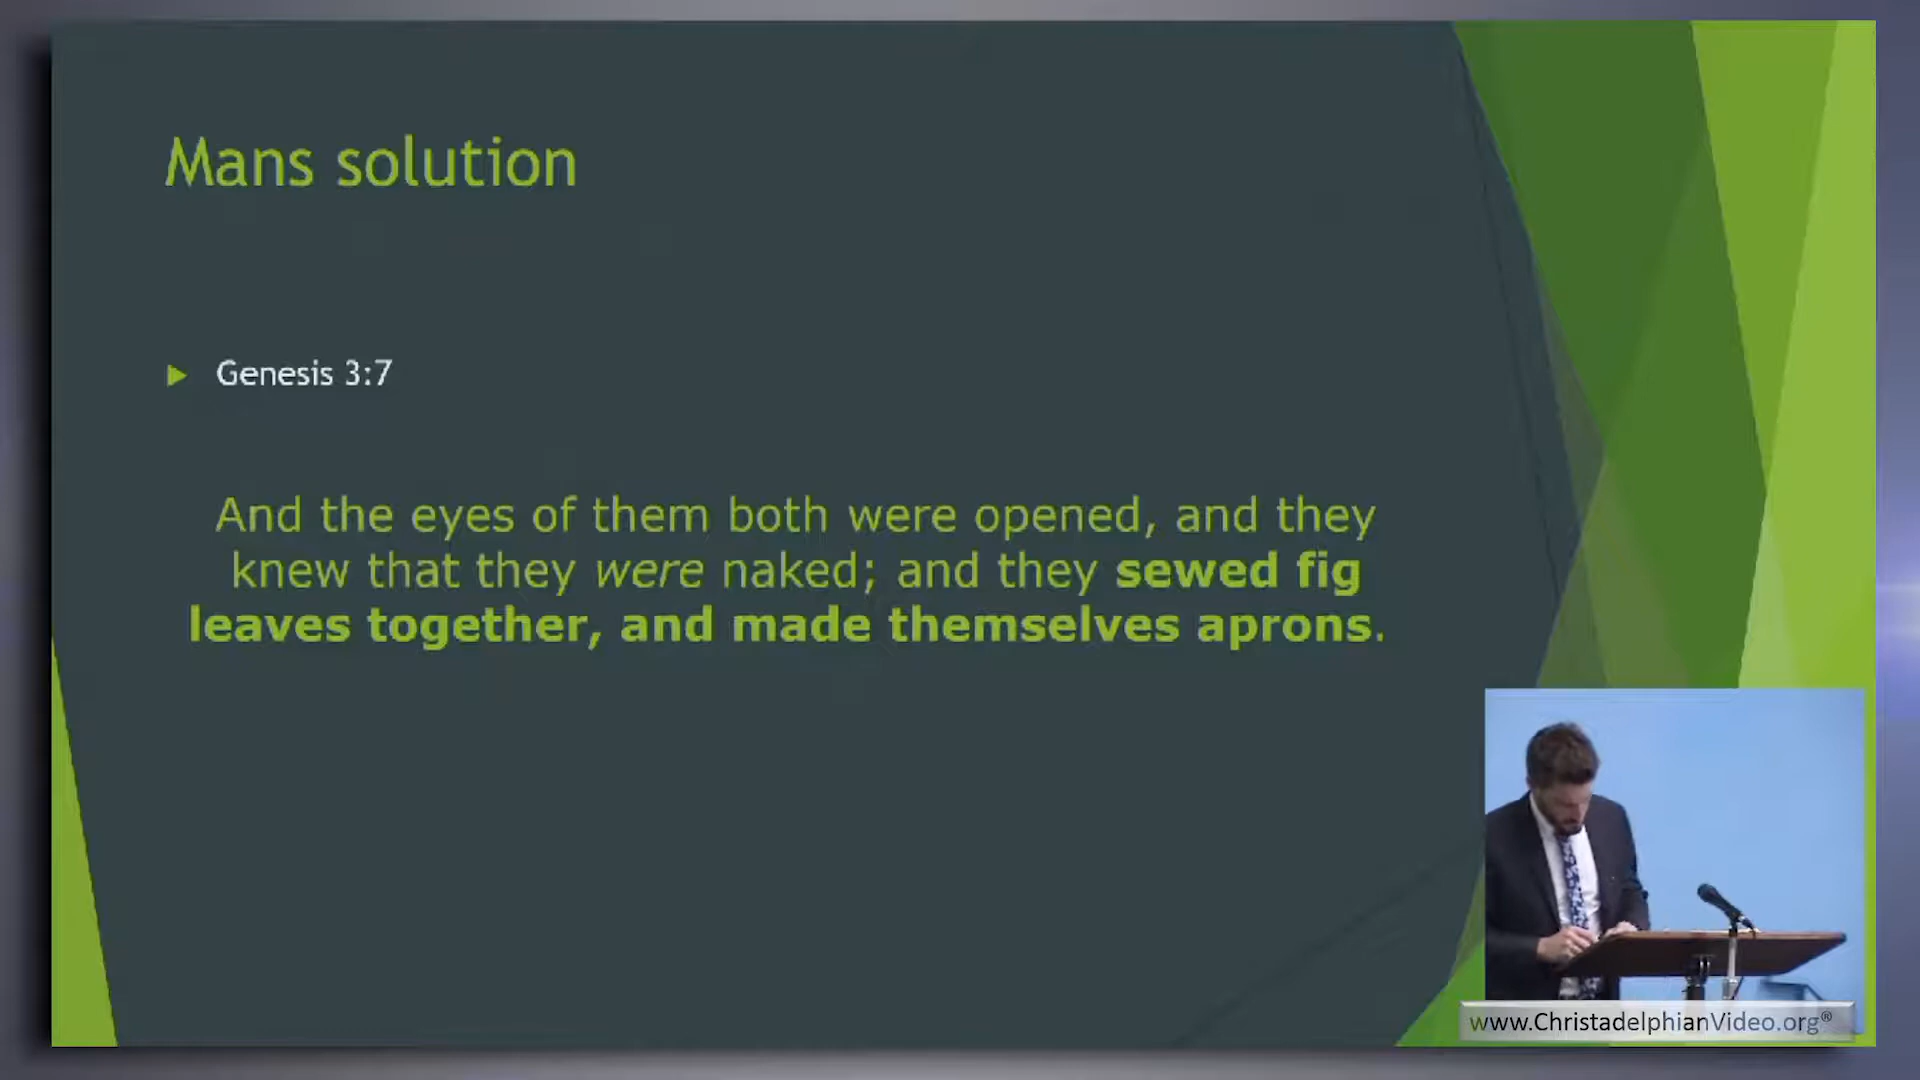 Mans solution
Genesis 3:7
And the eyes of them both were opened, and they
knew that they were naked; and they sewed fig
leaves together, and made themselves aprons.
www.ChristadelphianVideo.org®